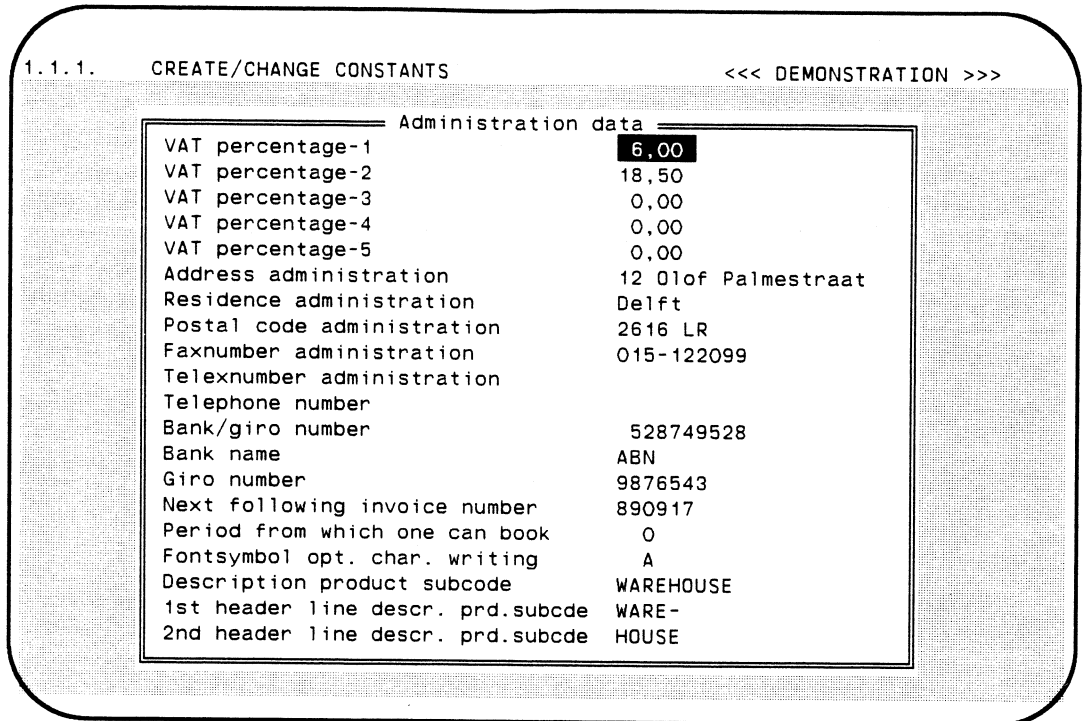 1.1.1. CREATE/CHANGE CONSTANTS <<< DEMONSTRATION >>>
Administration data
VAT percentage-1 6,00
VAT percentage-2 18,50
VAT percentage-3 0,00
VAT percentage-4 0,00
VAT percentage-5 0,00
Address administration 12 Olof Palmestraat
Residence administration Delft
Postal code administration 2616 LR
Faxnumber administration 015-122099
Telexnumber administration
Telephone number
Bank/giro number 528749528
Bank name ABN
Giro number 9876543
Next following invoice number 890917
Period from which one can book 0
Fontsymbol opt. char. writing A
Description product subcode WAREHOUSE
1st header line descr. prd.subcde WARE-
2nd header line descr. prd.subcde HOUSE